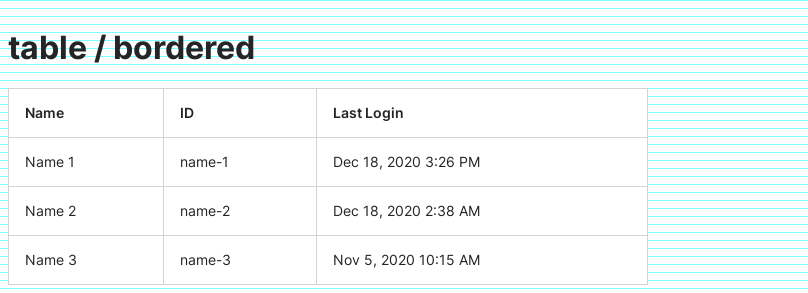 table / bordered
Name ID Last Login
Name 1 name-1 Dec 18, 2020 3:26 PM
Name 2 name-2 Dec 18, 2020 2:38 AM
Name 3 name-3 Nov 5, 2020 10:15 AM